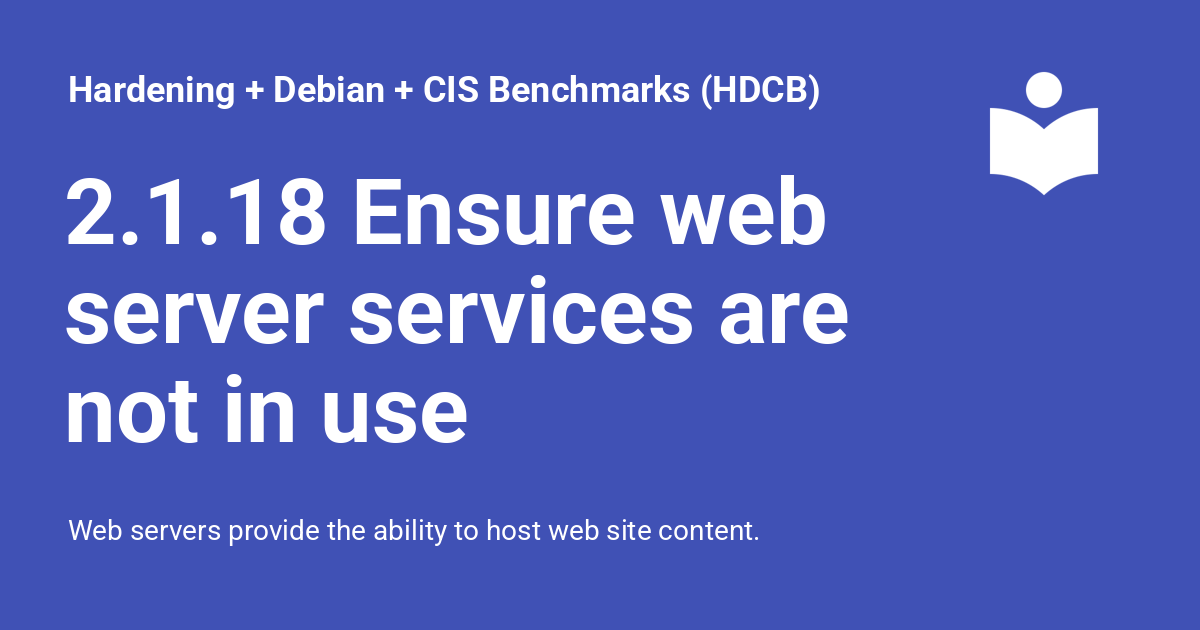 Hardening + Debian + CIS Benchmarks (HDCB)
2.1.18 Ensure web
server services are
not in use
Web servers provide the ability to host web site content.